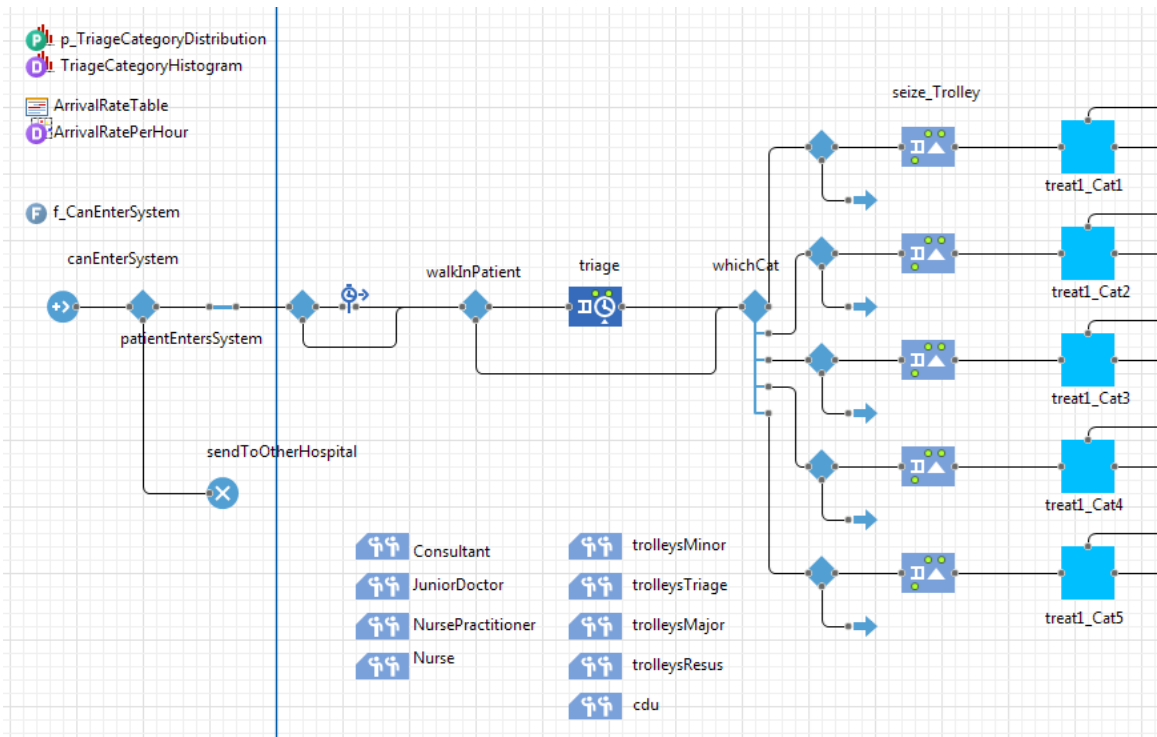 p_TriageCategoryDistribution
TriageCategoryHistogram
ArrivalRateTable
ArrivalRatePerHour
f_CanEnterSystem
canEnterSystem
patientEntersSystem
sendToOtherHospital
walkInPatient
triage
whichCat
seize_Trolley
treat1_Cat1
treat1_Cat2
treat1_Cat3
treat1_Cat4
treat1_Cat5
Consultant
JuniorDoctor
NursePractitioner
Nurse
trolleysMinor
trolleysTriage
trolleysMajor
trolleysResus
cdu